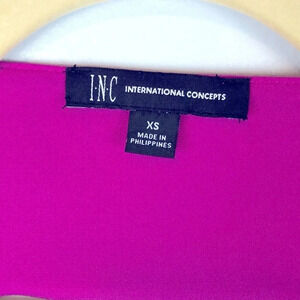 I·N·C INTERNATIONAL CONCEPTS
XS
MADE IN
PHILIPPINES